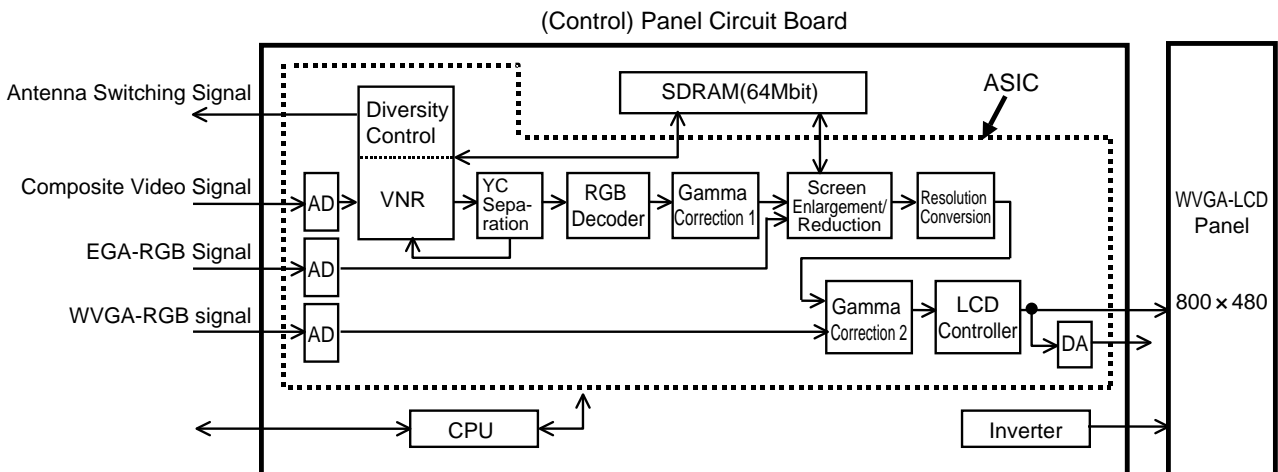 (Control) Panel Circuit Board
Antenna Switching Signal
Diversity
Control
SDRAM(64Mbit)
ASIC
Composite Video Signal
AD
VNR
YC
Sepa-
ration
RGB
Decoder
Gamma
Correction 1
Screen
Enlargement/
Reduction
Resolution
Conversion
WVGA-LCD
Panel
800 × 480
EGA-RGB Signal
AD
WVGA-RGB signal
AD
Gamma
Correction 2
LCD
Controller
DA
CPU
Inverter